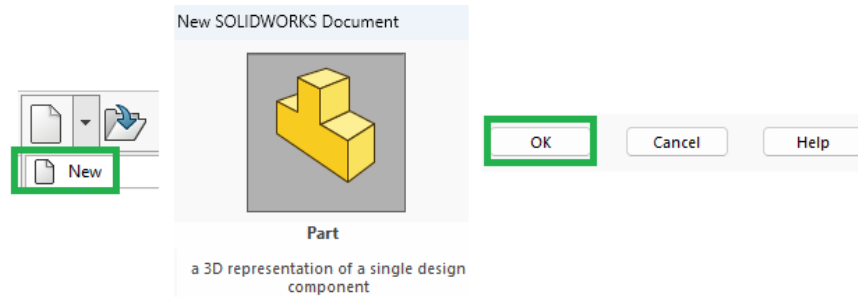 New SOLIDWORKS Document
New
Part
a 3D representation of a single design
component
OK
Cancel
Help